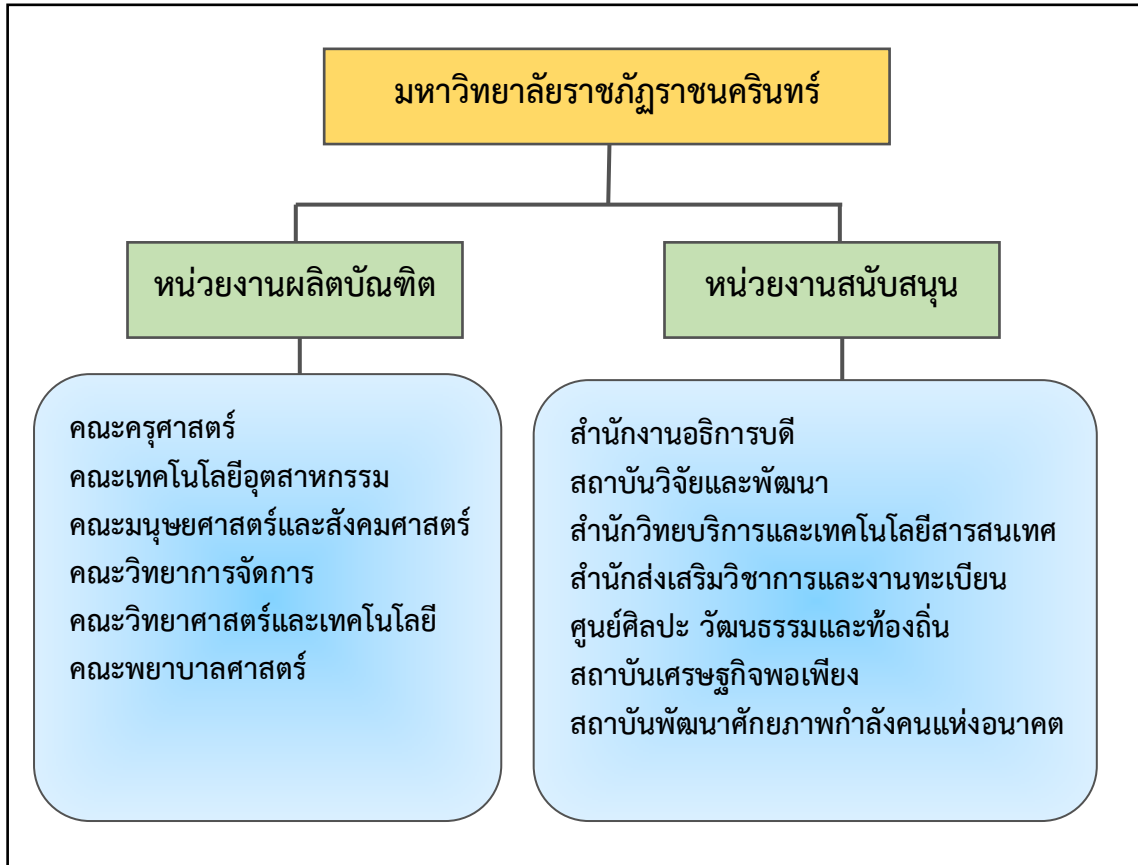 มหาวิทยาลัยราชภัฏราชนครินทร์
หน่วยงานผลิตบัณฑิต
หน่วยงานสนับสนุน
คณะครุศาสตร์
คณะเทคโนโลยีอุตสาหกรรม
คณะมนุษยศาสตร์และสังคมศาสตร์
คณะวิทยาการจัดการ
คณะวิทยาศาสตร์และเทคโนโลยี
คณะพยาบาลศาสตร์
สำนักงานอธิการบดี
สถาบันวิจัยและพัฒนา
สำนักวิทยบริการและเทคโนโลยีสารสนเทศ
สำนักส่งเสริมวิชาการและงานทะเบียน
ศูนย์ศิลปะ วัฒนธรรมและท้องถิ่น
สถาบันเศรษฐกิจพอเพียง
สถาบันพัฒนาศักยภาพกำลังคนแห่งอนาคต